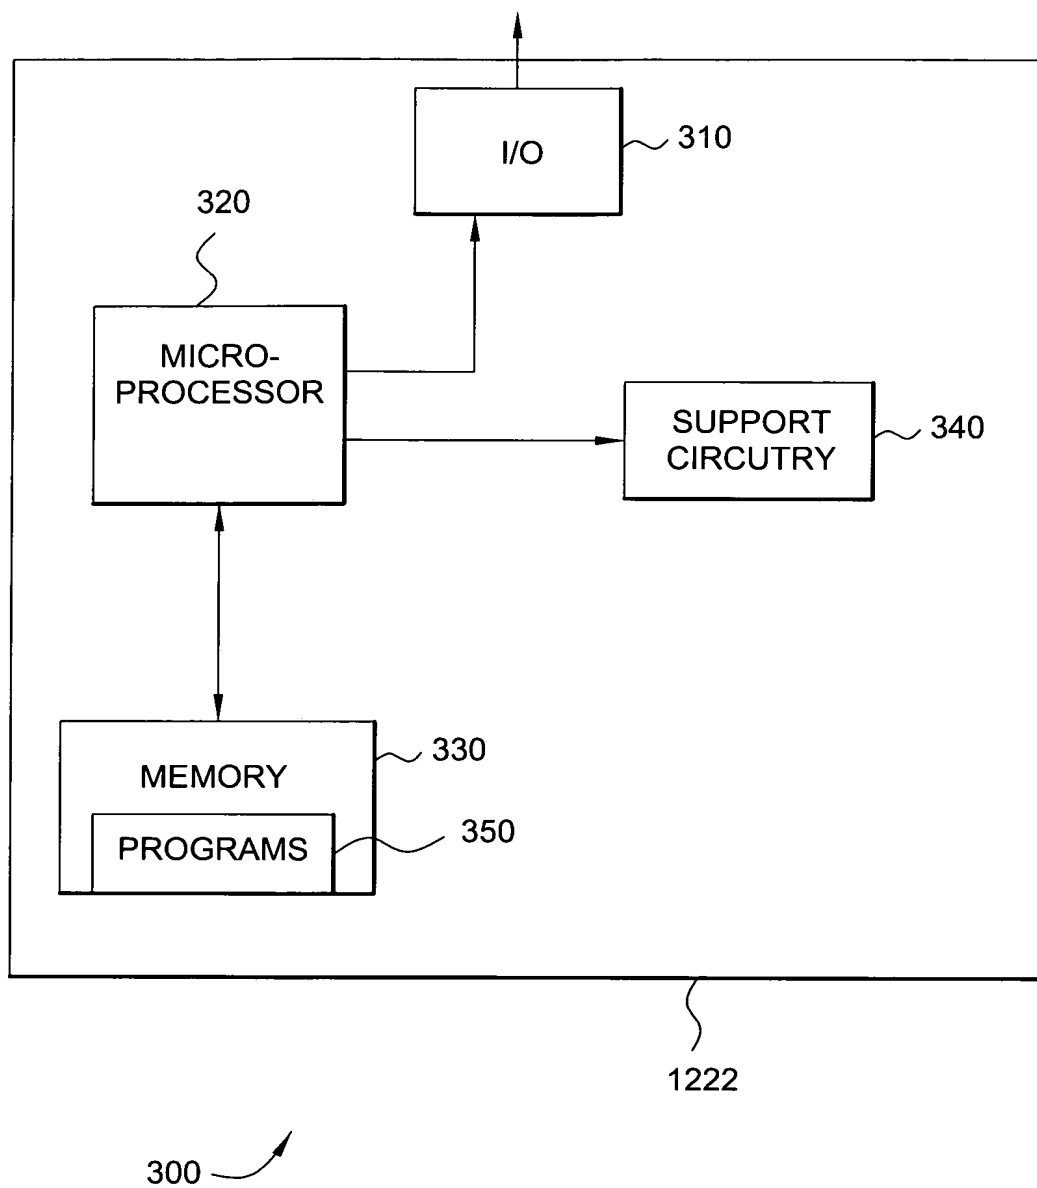 I/O
310
320
MICRO-
PROCESSOR
SUPPORT
CIRCUTRY
340
MEMORY
330
PROGRAMS
350
1222
300